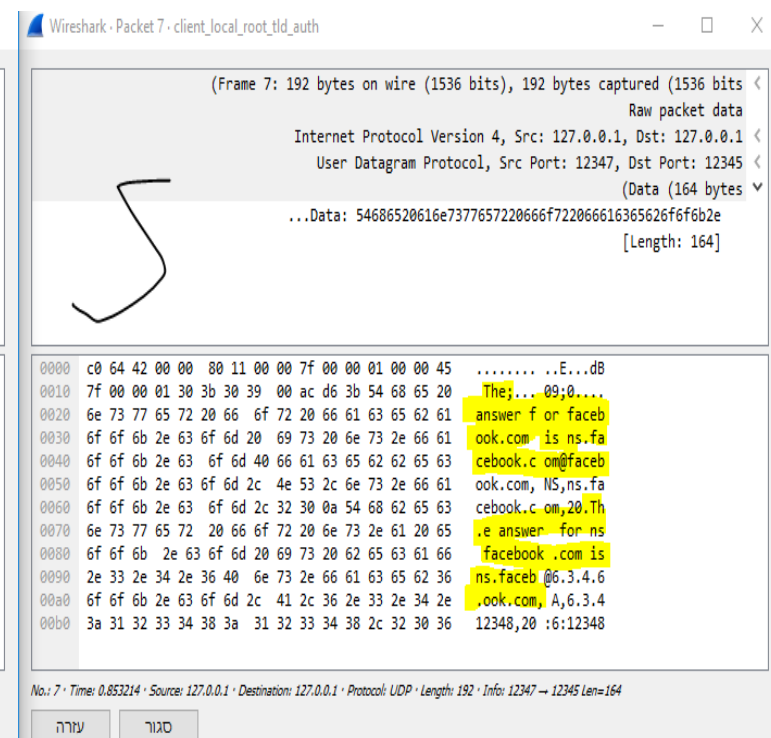 Wireshark · Packet 7 · client_local_root_tld_auth
(Frame 7: 192 bytes on wire (1536 bits), 192 bytes captured (1536 bits
Raw packet data
Internet Protocol Version 4, Src: 127.0.0.1, Dst: 127.0.0.1
User Datagram Protocol, Src Port: 12347, Dst Port: 12345
(Data (164 bytes
...Data: 54686520616e7377657220666f722066616365626f6f6b2e
[Length: 164]
0000 c0 64 42 00 00 80 11 00 00 7f 00 00 01 00 00 45 ........ ..E...dB
0010 7f 00 00 01 30 3b 30 39 00 ac d6 3b 54 68 65 20 The;... 09;0....
0020 6e 73 77 65 72 20 66 6f 72 20 66 61 63 65 62 61 answer f or faceb
0030 6f 6f 6b 2e 63 6f 6d 20 69 73 20 6e 73 2e 66 61 ook.com is ns.fa
0040 6f 6f 6b 2e 63 6f 6d 40 66 61 63 65 62 62 65 63 cebook.c om@faceb
0050 6f 6f 6b 2e 63 6f 6d 2c 4e 53 2c 6e 73 2e 66 61 ook.com, NS,ns.fa
0060 6f 6f 6b 2e 63 6f 6d 2c 32 30 0a 54 68 62 65 63 cebook.c om,20.Th
0070 6e 73 77 65 72 20 66 6f 72 20 6e 73 2e 61 20 65 .e answer for ns
0080 6f 6f 6b 2e 63 6f 6d 20 69 73 20 62 65 63 61 66 facebook .com is
0090 2e 33 2e 34 2e 36 40 6e 73 2e 66 61 63 65 62 36 ns.faceb @6.3.4.6
00a0 6f 6f 6b 2e 63 6f 6d 2c 41 2c 36 2e 33 2e 34 2e .ook.com, A,6.3.4
00b0 3a 31 32 33 34 38 3a 31 32 33 34 38 2c 32 30 36 12348,20 :6:12348
No.: 7 · Time: 0.853214 · Source: 127.0.0.1 · Destination: 127.0.0.1 · Protocol: UDP · Length: 192 · Info: 12347 → 12345 Len=164
עזרה
סגור